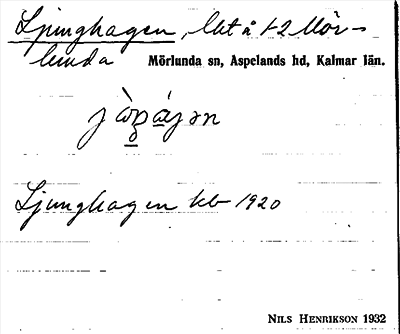 Ljunghagen, lht å 1-2 Mör-
lunda Mörlunda sn, Aspelands hd, Kalmar län.
Ljunghagen kb 1920
NILS HENRIKSON 1932